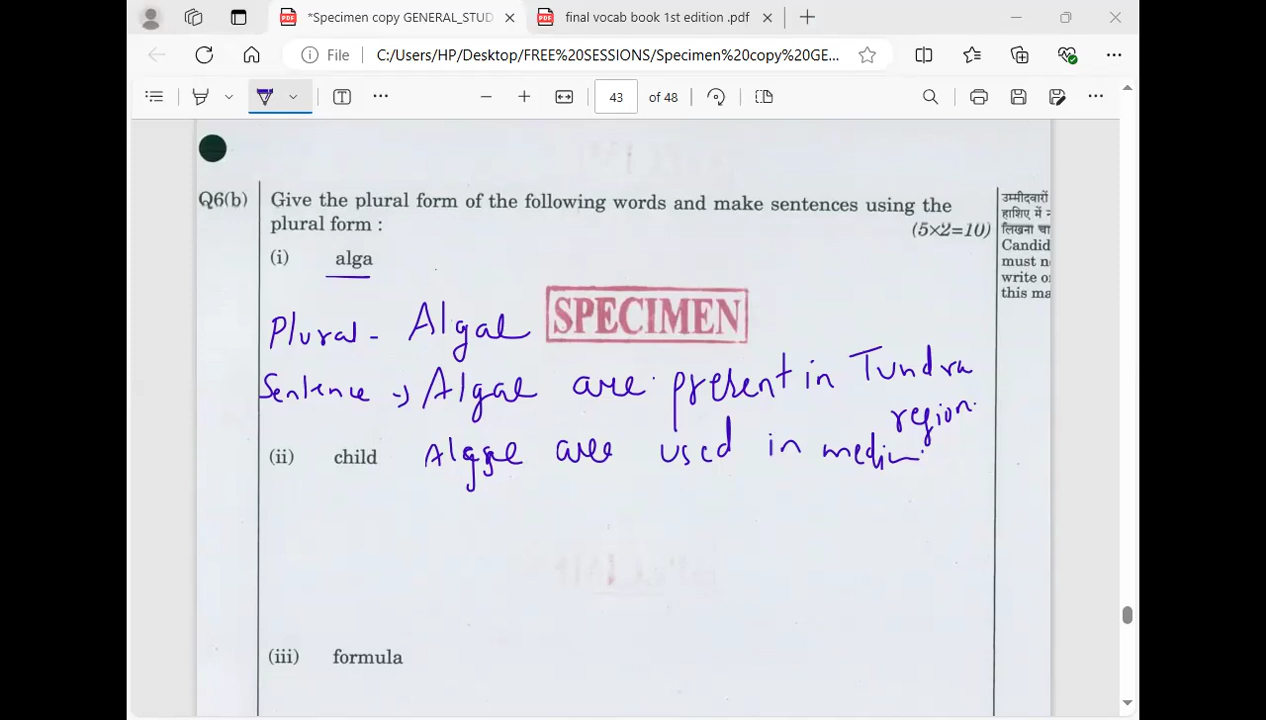 *Specimen copy GENERAL_STUD
final vocab book 1st edition .pdf
File C:/Users/HP/Desktop/FREE%20SESSIONS/Specimen%20copy%20GE...
43 of 48
Q6(b) Give the plural form of the following words and make sentences using the
plural form :
(5×2=10)
उम्मीदवारों
हाशिए में न
लिखना चा
Candid
must n
write o
this ma
(i) alga
SPECIMEN
Plural - Algae
Sentence → Algae are present in Tundra
region.
(ii) child Algae are used in
(iii) formula